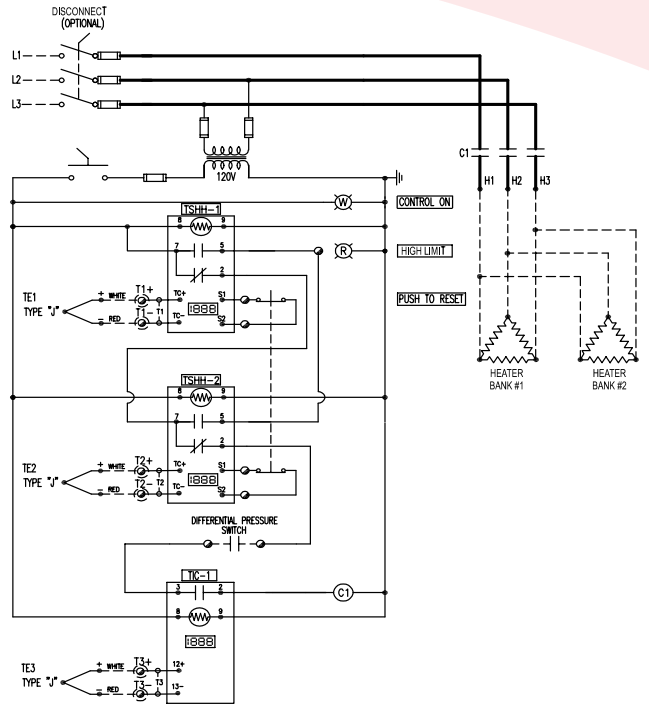 DISCONNECT
(OPTIONAL)
L1
L2
L3
120V
C1
H1 H2 H3
W CONTROL ON
TSHH-1
8 9
7 5
R HIGH LIMIT
2
PUSH TO RESET
TE1
TYPE "J"
+ WHITE T1+
- RED T1-
T1
TC+ S1
TC- S2
1888
HEATER
BANK #1
HEATER
BANK #2
TSHH-2
8 9
7 5
2
TE2
TYPE "J"
+ WHITE T2+
- RED T2-
T2
TC+ S1
TC- S2
1888
DIFFERENTIAL PRESSURE
SWITCH
TIC-1
3 2
C1
8 9
1888
TE3
TYPE "J"
+ WHITE T3+
- RED T3-
T3
12+
13-